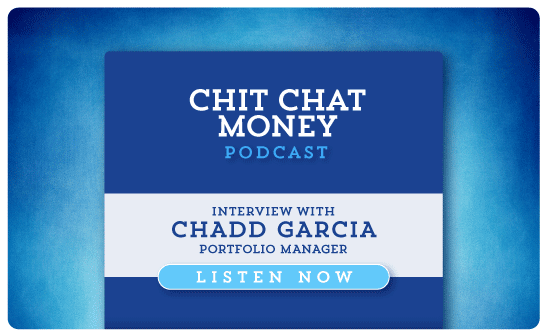 CHIT CHAT
MONEY
PODCAST
INTERVIEW WITH
CHADD GARCIA
PORTFOLIO MANAGER
LISTEN NOW